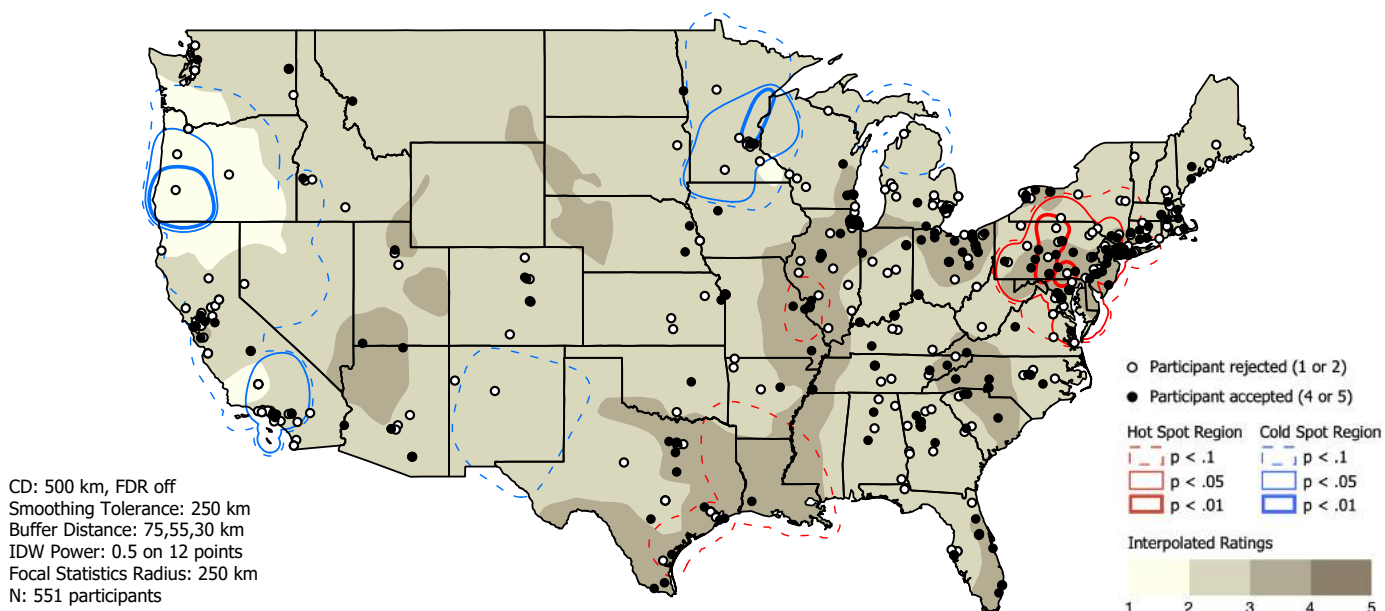 CD: 500 km, FDR off
Smoothing Tolerance: 250 km
Buffer Distance: 75,55,30 km
IDW Power: 0.5 on 12 points
Focal Statistics Radius: 250 km
N: 551 participants
Participant rejected (1 or 2)
Participant accepted (4 or 5)
Hot Spot Region Cold Spot Region
p < .1 p < .1
p < .05 p < .05
p < .01 p < .01
Interpolated Ratings
1 2 3 4 5